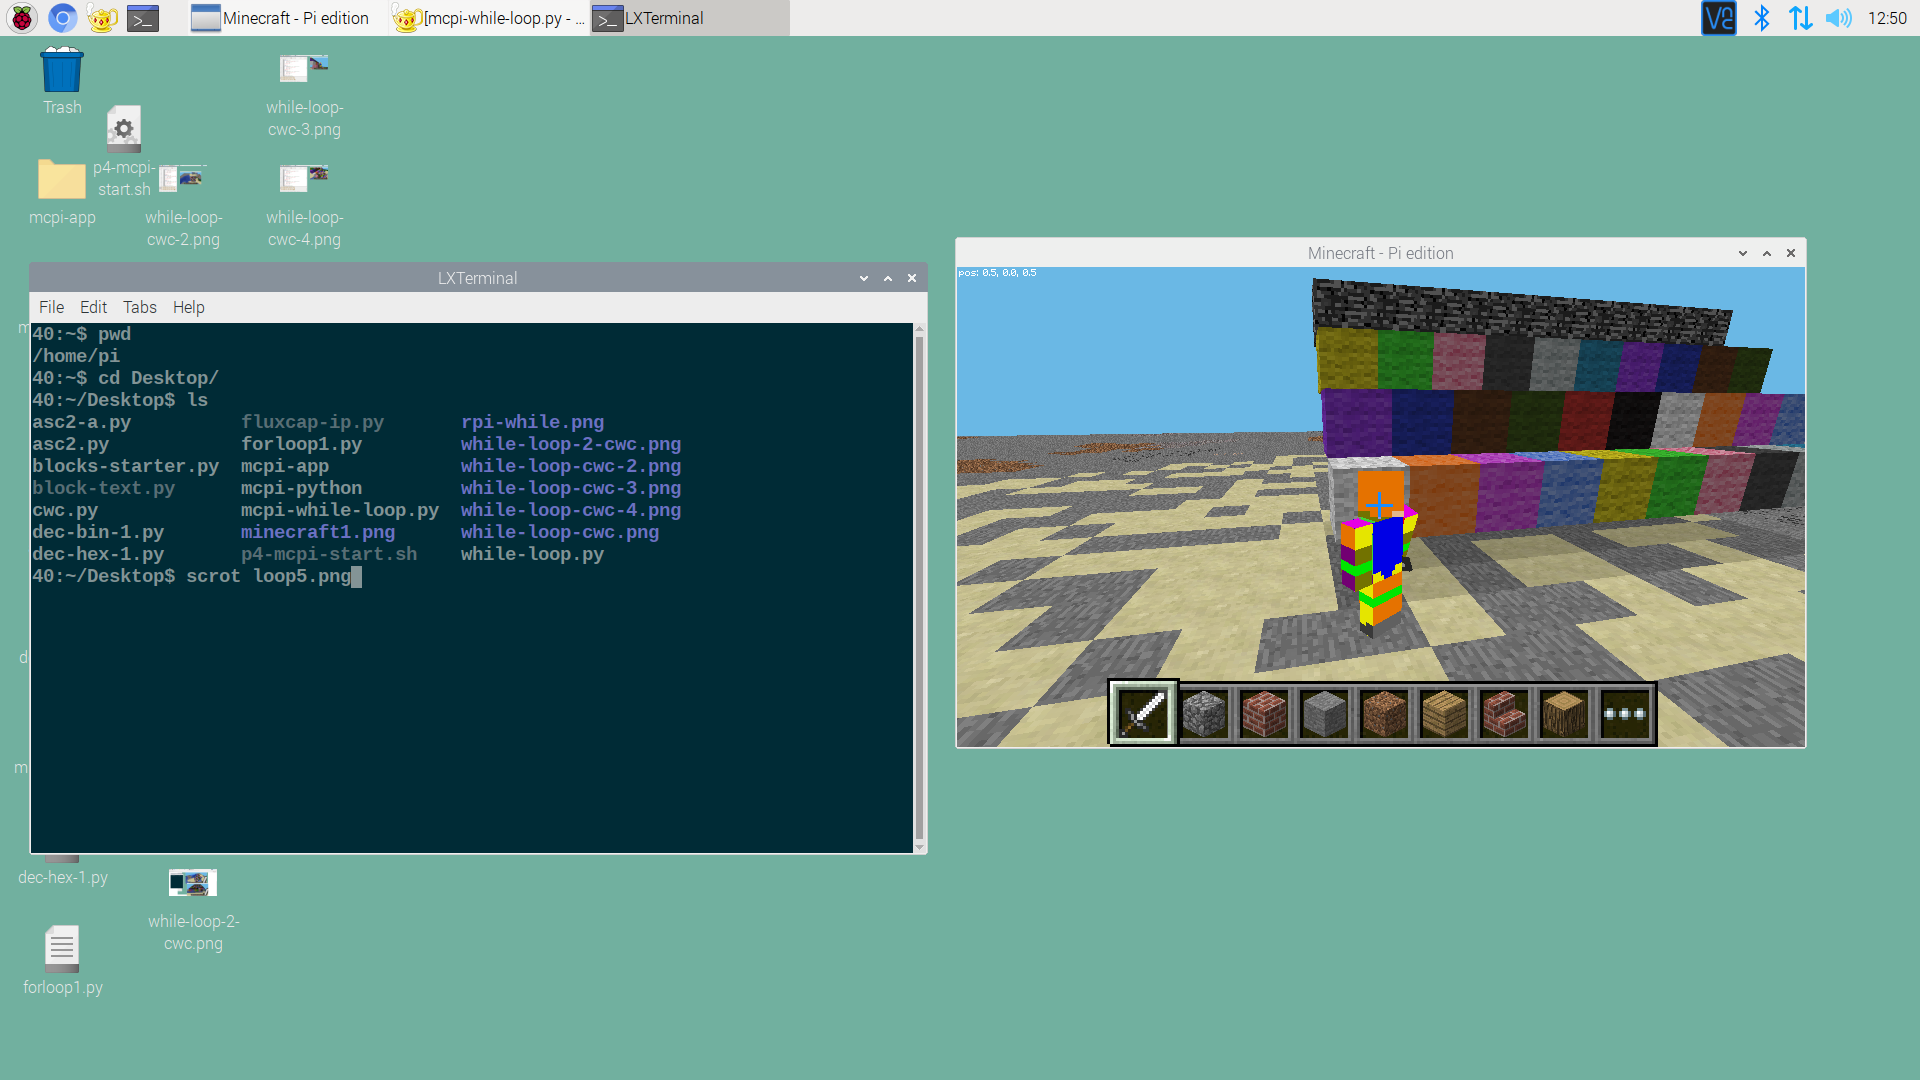 Minecraft - Pi edition
[mcpi-while-loop.py - ...
LXTerminal
12:50
Trash
while-loop-
cwc-3.png
p4-mcpi-
start.sh
mcpi-app
while-loop-
cwc-2.png
while-loop-
cwc-4.png
LXTerminal
File Edit Tabs Help
40:~$ pwd
/home/pi
40:~$ cd Desktop/
40:~/Desktop$ ls
asc2-a.py fluxcap-ip.py rpi-while.png
asc2.py forloop1.py while-loop-2-cwc.png
blocks-starter.py mcpi-app while-loop-cwc-2.png
block-text.py mcpi-python while-loop-cwc-3.png
cwc.py mcpi-while-loop.py while-loop-cwc-4.png
dec-bin-1.py minecraft1.png while-loop-cwc.png
dec-hex-1.py p4-mcpi-start.sh while-loop.py
40:~/Desktop$ scrot loop5.png
Minecraft - Pi edition
pos: 0.5, 0.0, 0.5
dec-hex-1.py
while-loop-2-
cwc.png
forloop1.py